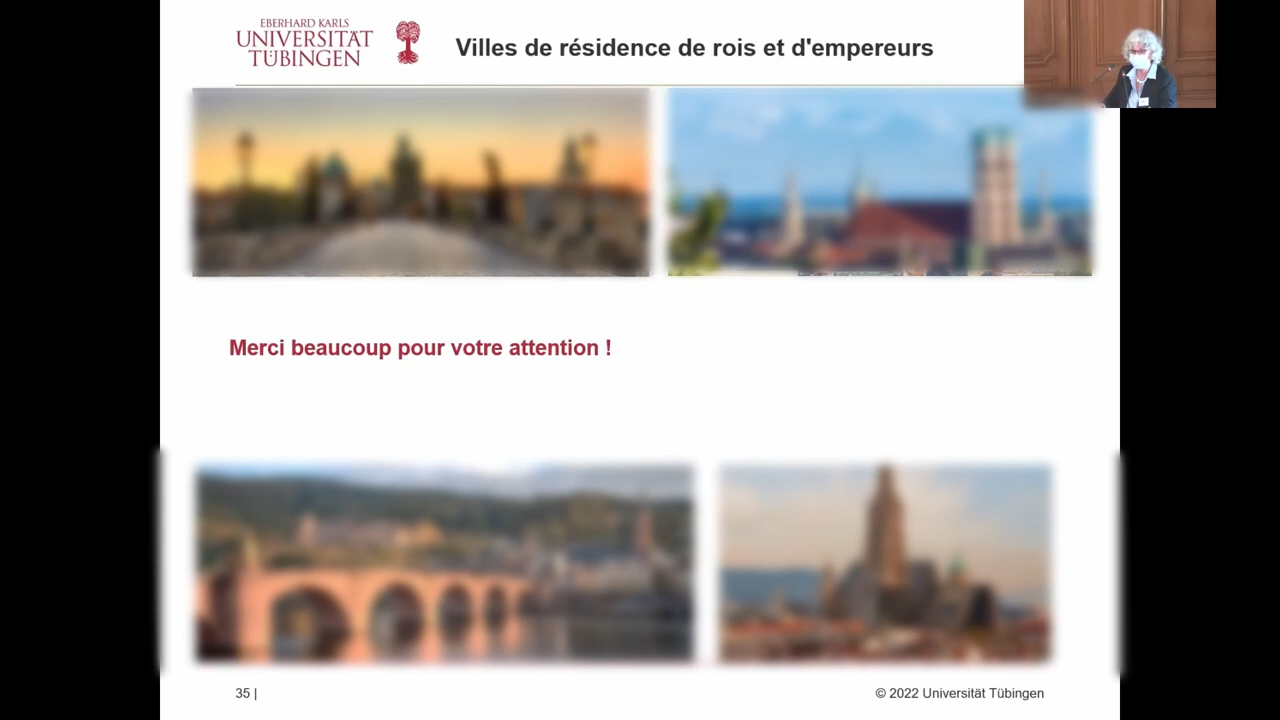 EBERHARD KARLS
UNIVERSITÄT
TÜBINGEN
Villes de résidence de rois et d'empereurs
Merci beaucoup pour votre attention !
35 |
© 2022 Universität Tübingen